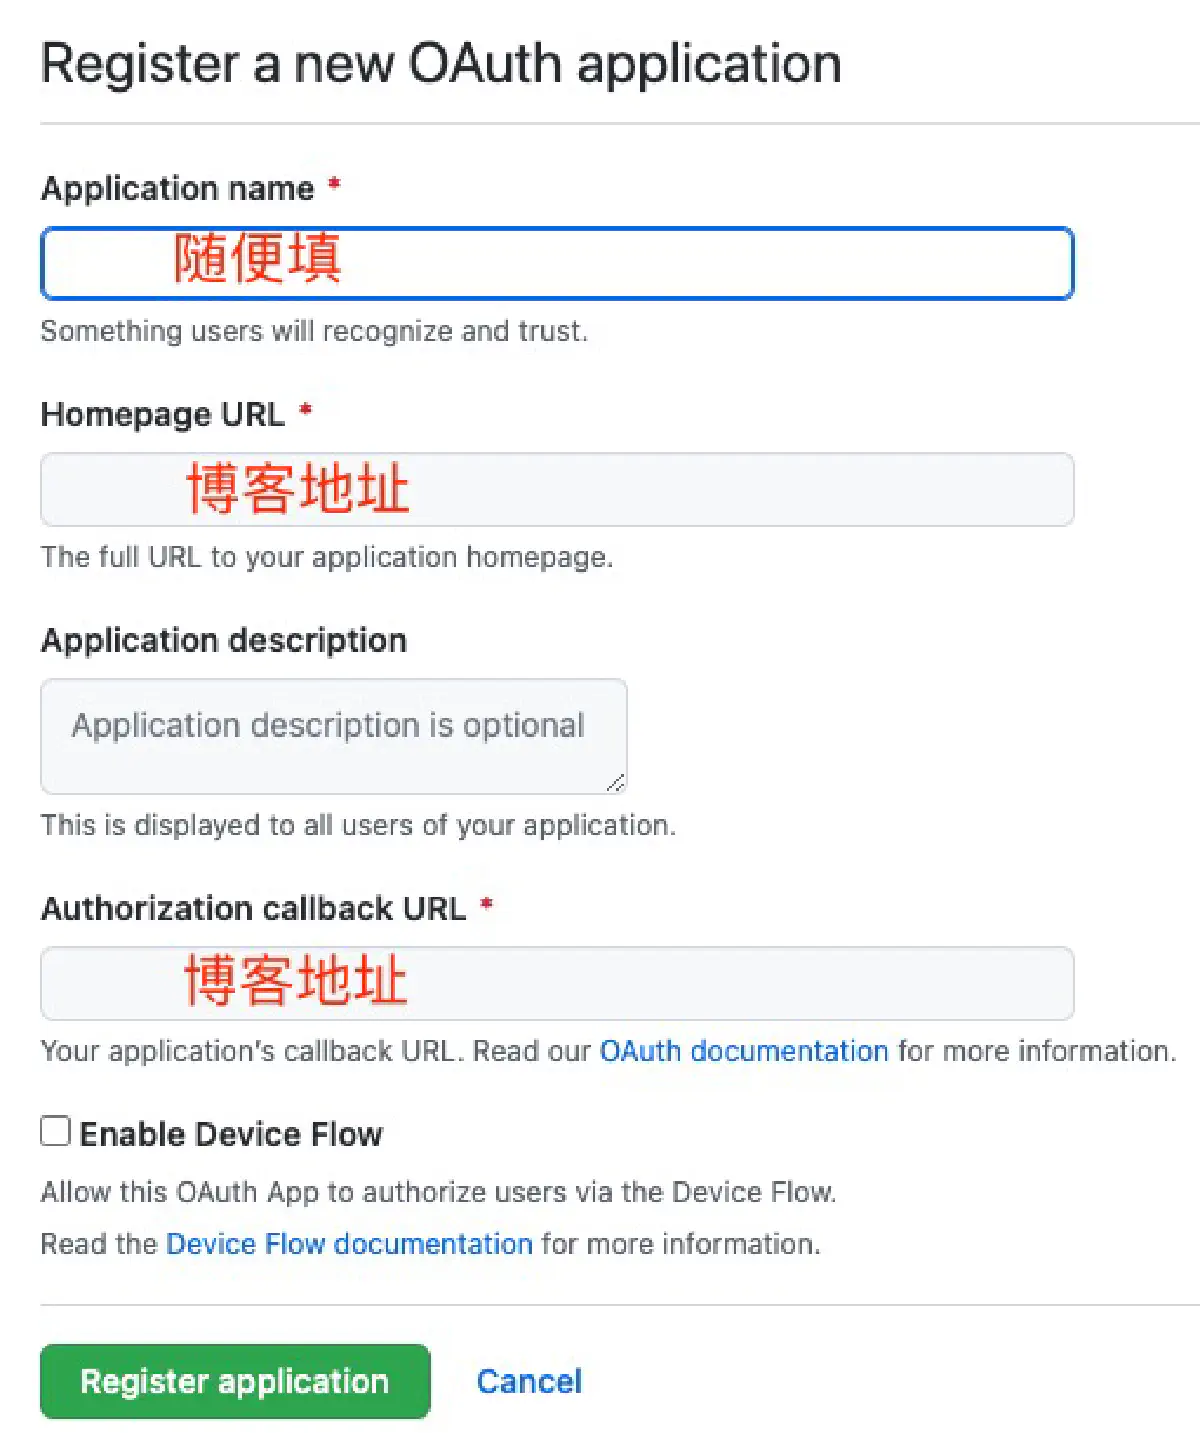 Register a new OAuth application
Application name *
随便填
Something users will recognize and trust.
Homepage URL *
博客地址
The full URL to your application homepage.
Application description
Application description is optional
This is displayed to all users of your application.
Authorization callback URL *
博客地址
Your application's callback URL. Read our OAuth documentation for more information.
Enable Device Flow
Allow this OAuth App to authorize users via the Device Flow.
Read the Device Flow documentation for more information.
Register application Cancel